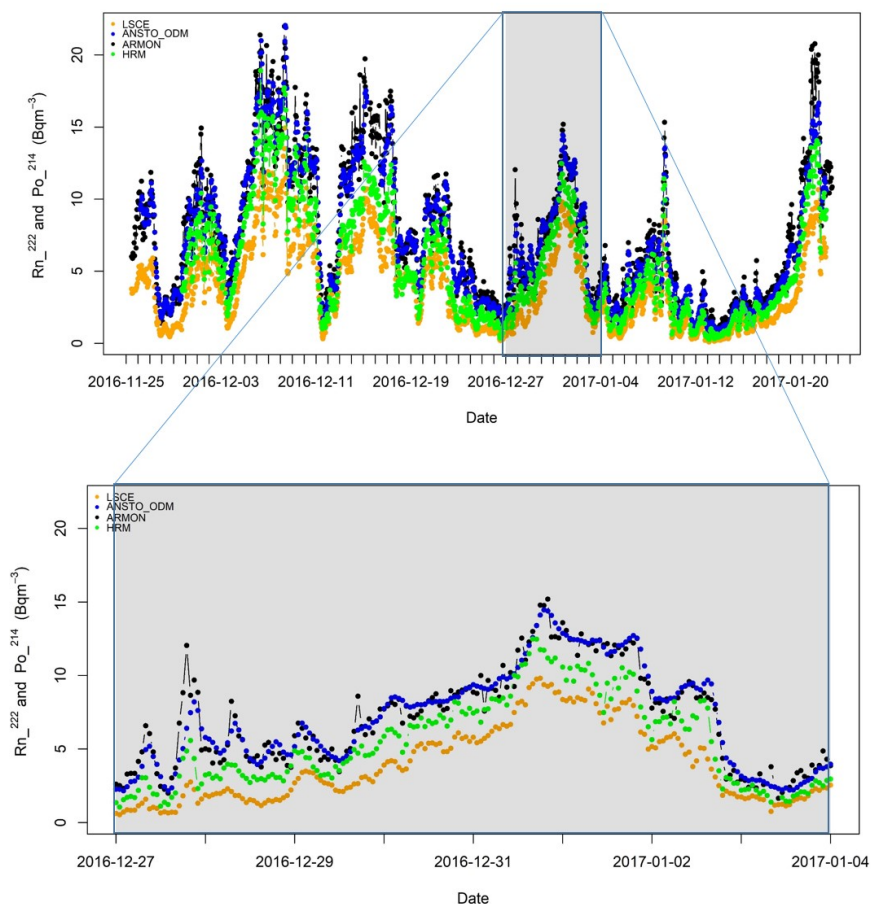 LSCE
ANSTO_ODM
ARMON
HRM
Rn_222 and Po_214 (Bqm−3)
20
15
10
5
0
2016-11-25 2016-12-03 2016-12-11 2016-12-19 2016-12-27 2017-01-04 2017-01-12 2017-01-20
Date
LSCE
ANSTO_ODM
ARMON
HRM
Rn_222 and Po_214 (Bqm−3)
20
15
10
5
0
2016-12-27 2016-12-29 2016-12-31 2017-01-02 2017-01-04
Date